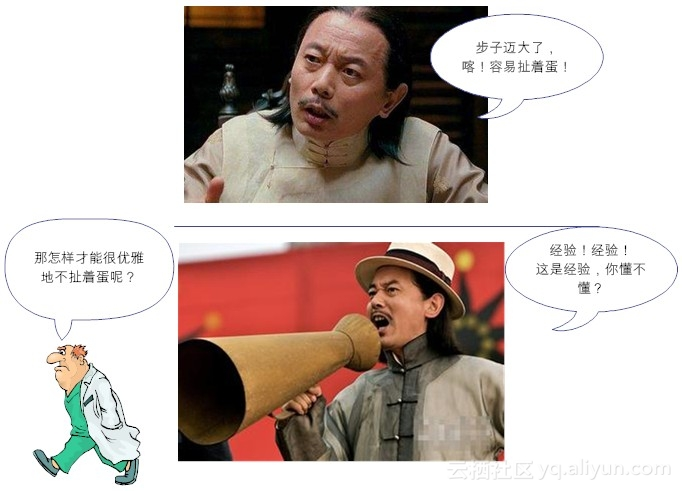 步子迈大了，
喀！容易扯着蛋！
那怎样才能很优雅
地不扯着蛋呢？
经验！经验！
这是经验，你懂不
懂？
云栖社区 yq.aliyun.com